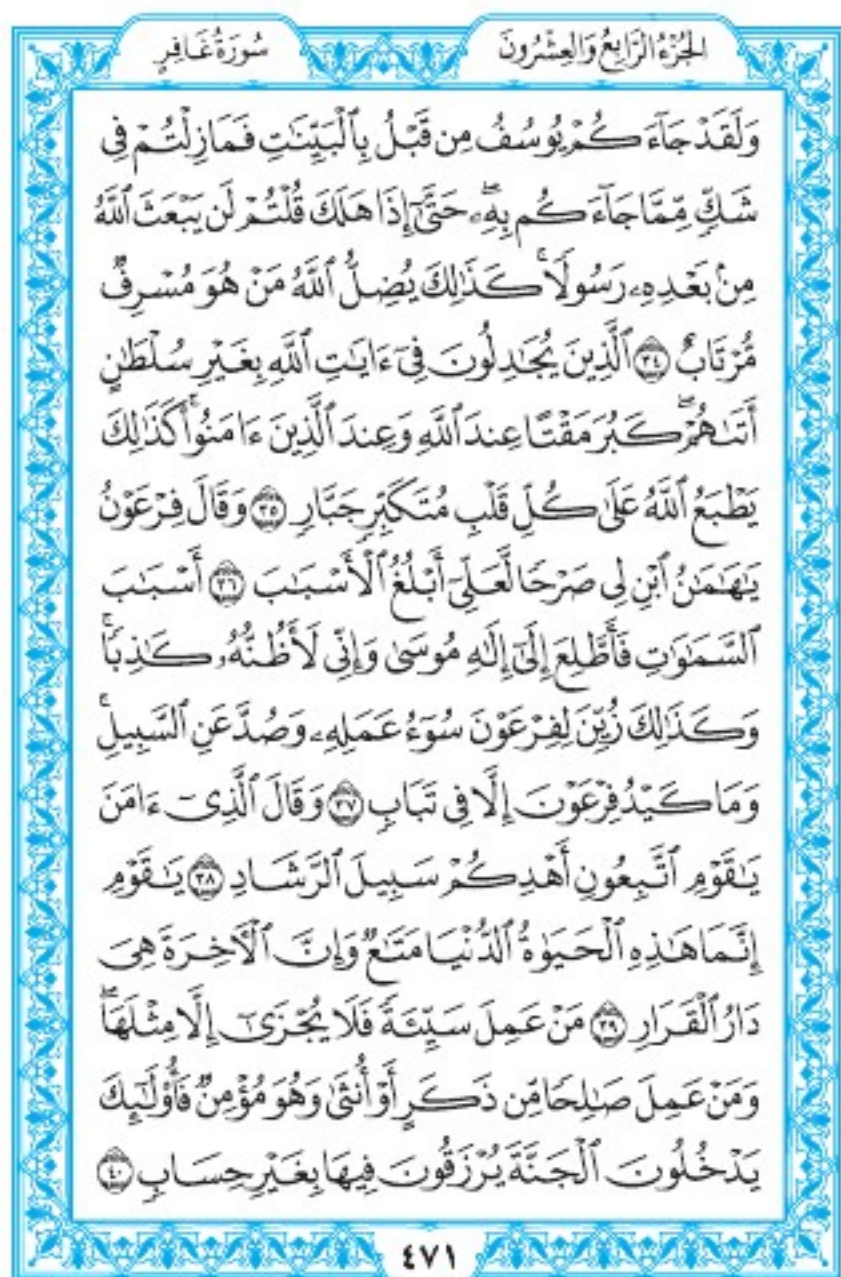 الجُزْءُ الرَّابِعُ وَالعِشْرُونَ
سُورَةُ غَافِرٍ
وَلَقَدْ جَآءَكُمْ يُوسُفُ مِن قَبْلُ بِٱلْبَيِّنَٰتِ فَمَا زِلْتُمْ فِى
شَكٍّ مِّمَّا جَآءَكُم بِهِۦۖ حَتَّىٰٓ إِذَا هَلَكَ قُلْتُمْ لَن يَبْعَثَ ٱللَّهُ
مِنۢ بَعْدِهِۦ رَسُولًاۚ كَذَٰلِكَ يُضِلُّ ٱللَّهُ مَنْ هُوَ مُسْرِفٌ
مُّرْتَابٌ ٣٤ ٱلَّذِينَ يُجَٰدِلُونَ فِىٓ ءَايَٰتِ ٱللَّهِ بِغَيْرِ سُلْطَٰنٍ
أَتَىٰهُمْۖ كَبُرَ مَقْتًا عِندَ ٱللَّهِ وَعِندَ ٱلَّذِينَ ءَامَنُوا۟ۚ كَذَٰلِكَ
يَطْبَعُ ٱللَّهُ عَلَىٰ كُلِّ قَلْبِ مُتَكَبِّرٍ جَبَّارٍ ٣٥ وَقَالَ فِرْعَوْنُ
يَٰهَٰمَٰنُ ٱبْنِ لِى صَرْحًا لَّعَلِّىٓ أَبْلُغُ ٱلْأَسْبَٰبَ ٣٦ أَسْبَٰبَ
ٱلسَّمَٰوَٰتِ فَأَطَّلِعَ إِلَىٰٓ إِلَٰهِ مُوسَىٰ وَإِنِّى لَأَظُنُّهُۥ كَٰذِبًاۚ
وَكَذَٰلِكَ زُيِّنَ لِفِرْعَوْنَ سُوٓءُ عَمَلِهِۦ وَصُدَّ عَنِ ٱلسَّبِيلِۚ
وَمَا كَيْدُ فِرْعَوْنَ إِلَّا فِى تَبَابٍ ٣٧ وَقَالَ ٱلَّذِىٓ ءَامَنَ
يَٰقَوْمِ ٱتَّبِعُونِ أَهْدِكُمْ سَبِيلَ ٱلرَّشَادِ ٣٨ يَٰقَوْمِ
إِنَّمَا هَٰذِهِ ٱلْحَيَوٰةُ ٱلدُّنْيَا مَتَٰعٌ وَإِنَّ ٱلْءَاخِرَةَ هِىَ
دَارُ ٱلْقَرَارِ ٣٩ مَنْ عَمِلَ سَيِّئَةً فَلَا يُجْزَىٰٓ إِلَّا مِثْلَهَاۖ
وَمَنْ عَمِلَ صَٰلِحًا مِّن ذَكَرٍ أَوْ أُنثَىٰ وَهُوَ مُؤْمِنٌ فَأُو۟لَٰٓئِكَ
يَدْخُلُونَ ٱلْجَنَّةَ يُرْزَقُونَ فِيهَا بِغَيْرِ حِسَابٍ ٤٠
٤٧١